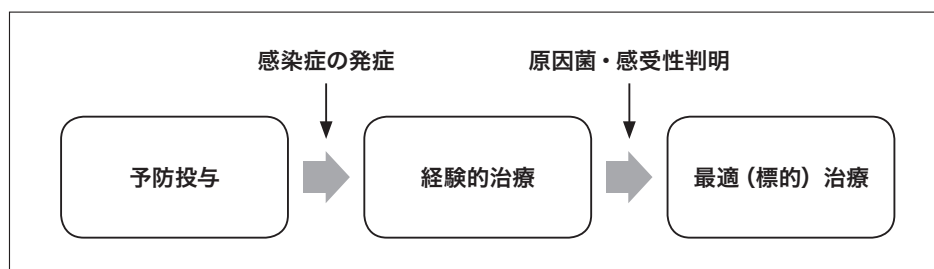 感染症の発症
原因菌・感受性判明
予防投与
経験的治療
最適（標的）治療